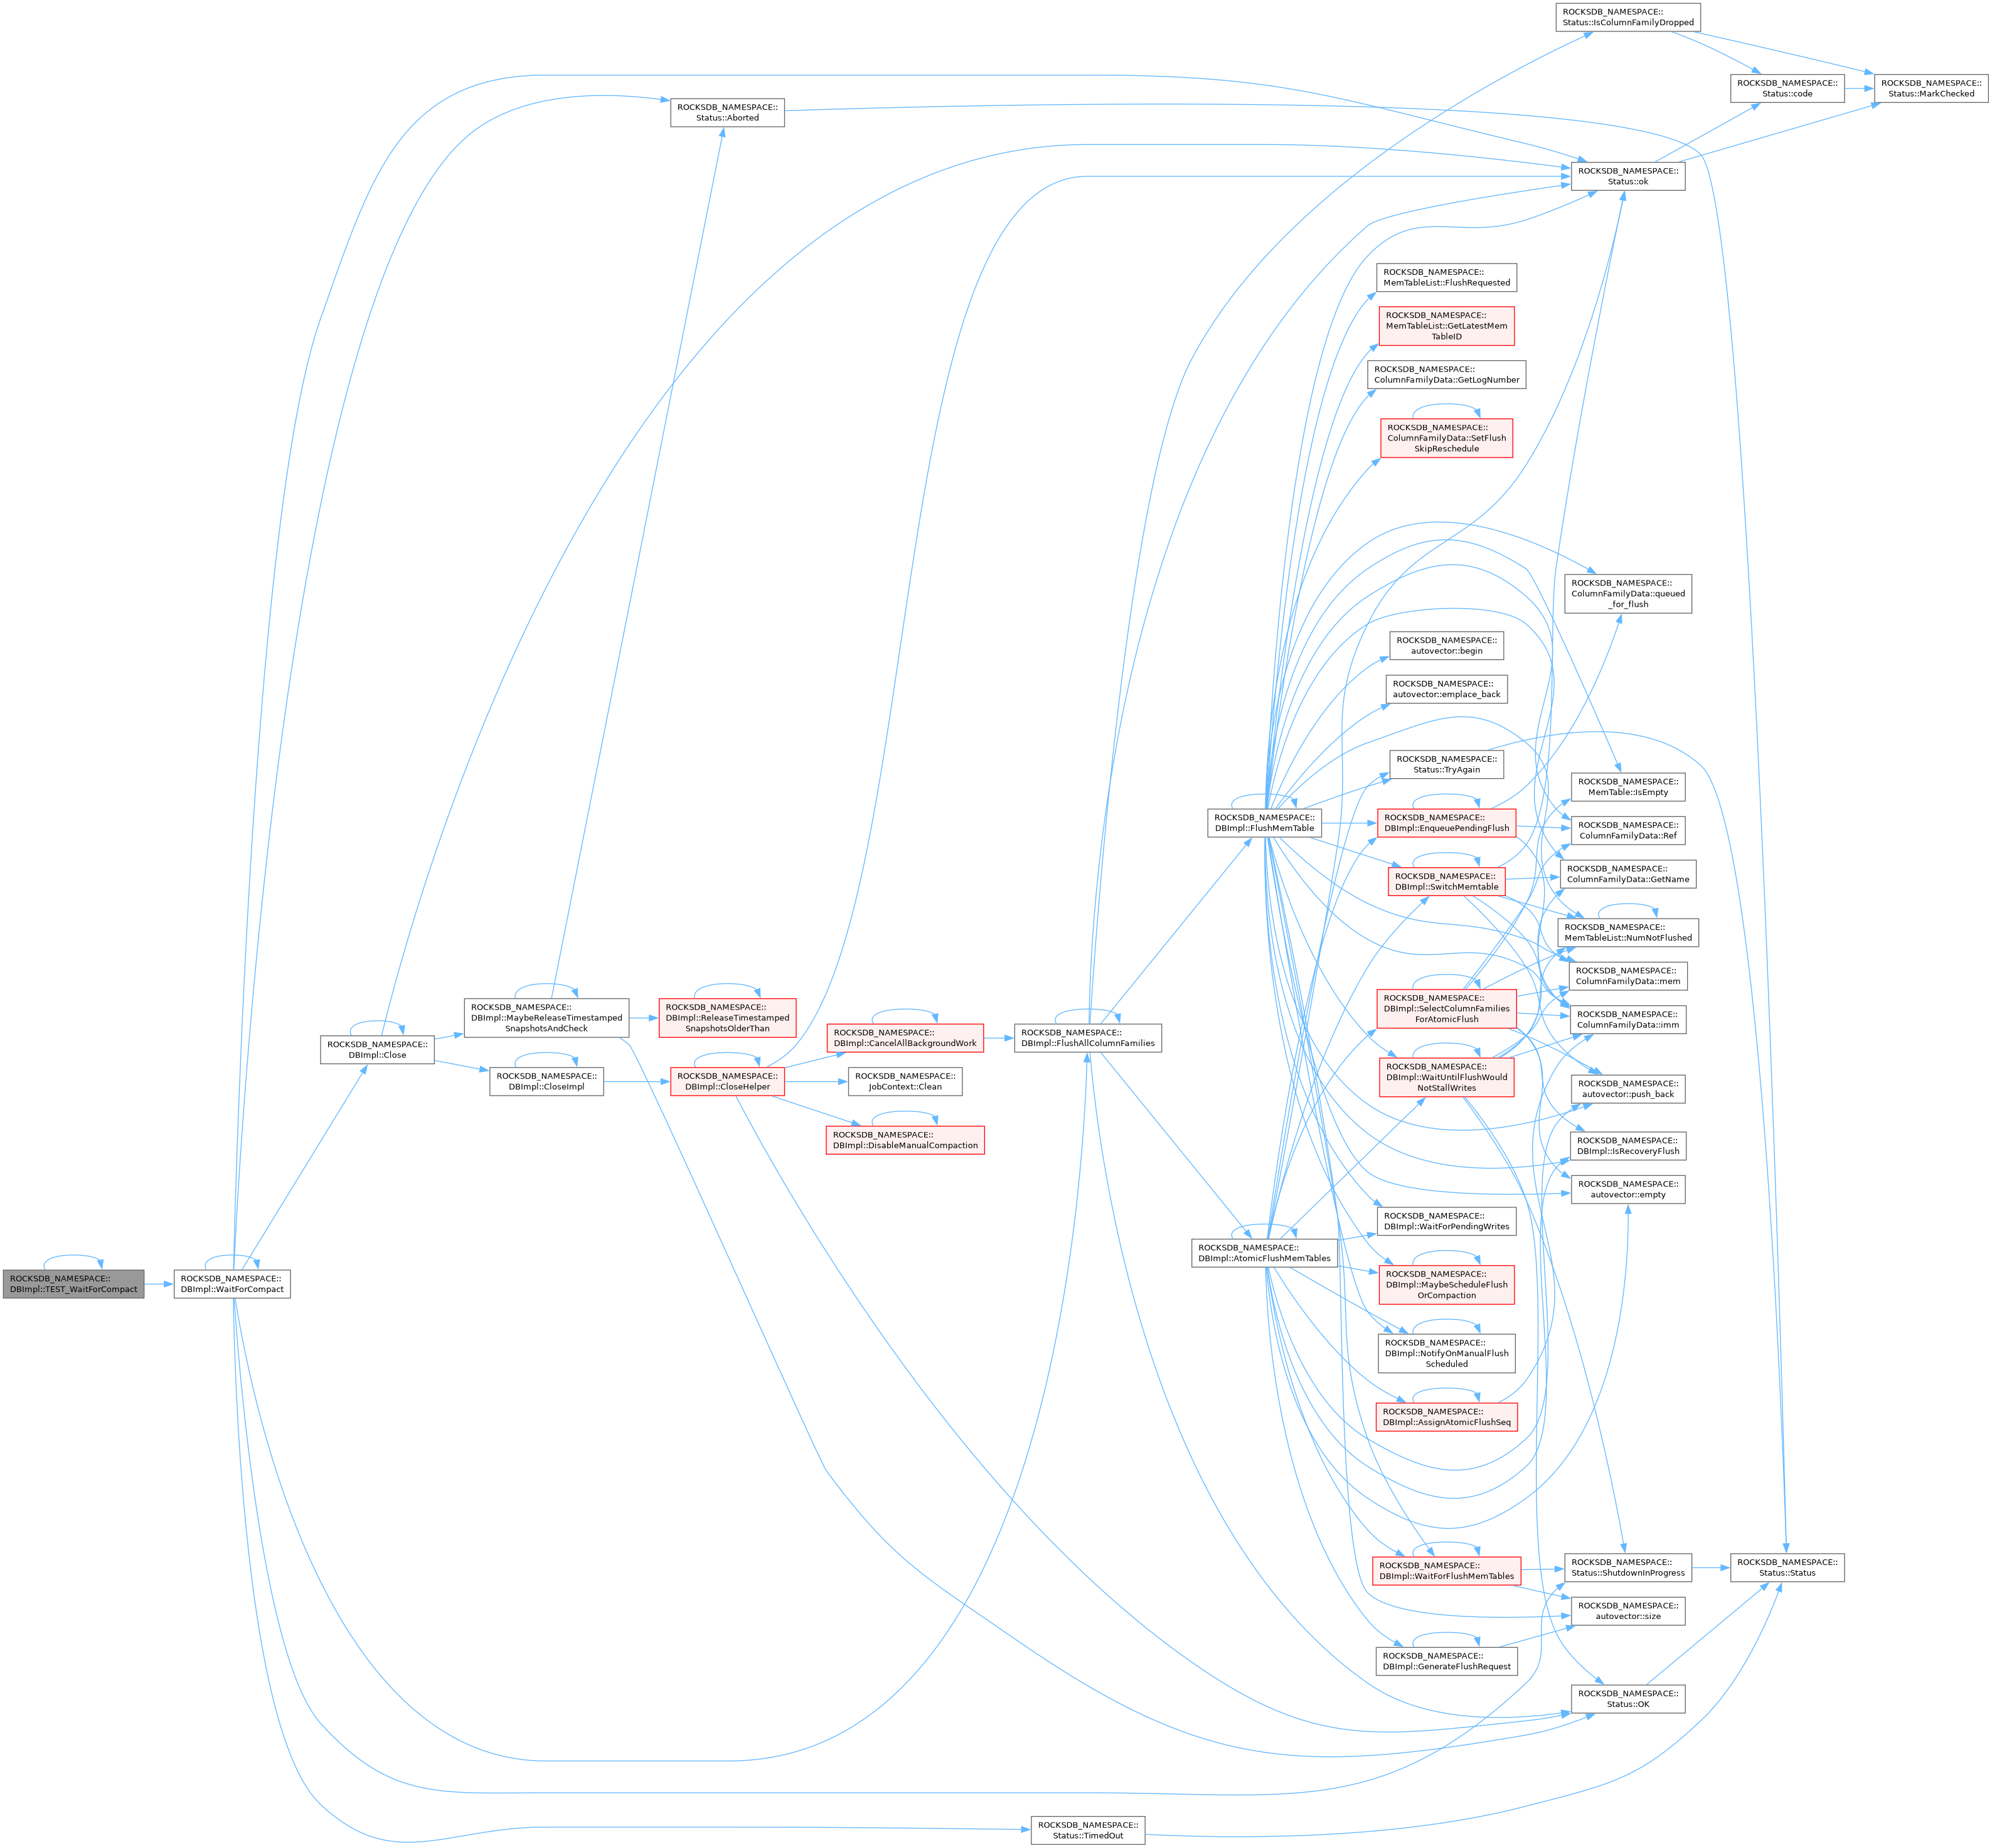 ROCKSDB_NAMESPACE::
DBImpl::TEST_WaitForCompact
ROCKSDB_NAMESPACE::
DBImpl::WaitForCompact
ROCKSDB_NAMESPACE::
DBImpl::Close
ROCKSDB_NAMESPACE::
DBImpl::MaybeReleaseTimestamped
SnapshotsAndCheck
ROCKSDB_NAMESPACE::
DBImpl::CloseImpl
ROCKSDB_NAMESPACE::
Status::Aborted
ROCKSDB_NAMESPACE::
DBImpl::ReleaseTimestamped
SnapshotsOlderThan
ROCKSDB_NAMESPACE::
DBImpl::CloseHelper
ROCKSDB_NAMESPACE::
DBImpl::CancelAllBackgroundWork
ROCKSDB_NAMESPACE::
JobContext::Clean
ROCKSDB_NAMESPACE::
DBImpl::DisableManualCompaction
ROCKSDB_NAMESPACE::
DBImpl::FlushAllColumnFamilies
ROCKSDB_NAMESPACE::
Status::TimedOut
ROCKSDB_NAMESPACE::
DBImpl::FlushMemTable
ROCKSDB_NAMESPACE::
DBImpl::AtomicFlushMemTables
ROCKSDB_NAMESPACE::
MemTableList::FlushRequested
ROCKSDB_NAMESPACE::
MemTableList::GetLatestMem
TableID
ROCKSDB_NAMESPACE::
ColumnFamilyData::GetLogNumber
ROCKSDB_NAMESPACE::
ColumnFamilyData::SetFlush
SkipReschedule
ROCKSDB_NAMESPACE::
autovector::begin
ROCKSDB_NAMESPACE::
autovector::emplace_back
ROCKSDB_NAMESPACE::
Status::TryAgain
ROCKSDB_NAMESPACE::
DBImpl::EnqueuePendingFlush
ROCKSDB_NAMESPACE::
DBImpl::SwitchMemtable
ROCKSDB_NAMESPACE::
DBImpl::SelectColumnFamilies
ForAtomicFlush
ROCKSDB_NAMESPACE::
DBImpl::WaitUntilFlushWould
NotStallWrites
ROCKSDB_NAMESPACE::
DBImpl::WaitForPendingWrites
ROCKSDB_NAMESPACE::
DBImpl::MaybeScheduleFlush
OrCompaction
ROCKSDB_NAMESPACE::
DBImpl::NotifyOnManualFlush
Scheduled
ROCKSDB_NAMESPACE::
DBImpl::AssignAtomicFlushSeq
ROCKSDB_NAMESPACE::
DBImpl::WaitForFlushMemTables
ROCKSDB_NAMESPACE::
DBImpl::GenerateFlushRequest
ROCKSDB_NAMESPACE::
Status::IsColumnFamilyDropped
ROCKSDB_NAMESPACE::
Status::ok
ROCKSDB_NAMESPACE::
ColumnFamilyData::queued
_for_flush
ROCKSDB_NAMESPACE::
MemTable::IsEmpty
ROCKSDB_NAMESPACE::
ColumnFamilyData::Ref
ROCKSDB_NAMESPACE::
ColumnFamilyData::GetName
ROCKSDB_NAMESPACE::
MemTableList::NumNotFlushed
ROCKSDB_NAMESPACE::
ColumnFamilyData::mem
ROCKSDB_NAMESPACE::
ColumnFamilyData::imm
ROCKSDB_NAMESPACE::
autovector::push_back
ROCKSDB_NAMESPACE::
DBImpl::IsRecoveryFlush
ROCKSDB_NAMESPACE::
autovector::empty
ROCKSDB_NAMESPACE::
Status::ShutdownInProgress
ROCKSDB_NAMESPACE::
autovector::size
ROCKSDB_NAMESPACE::
Status::OK
ROCKSDB_NAMESPACE::
Status::code
ROCKSDB_NAMESPACE::
Status::MarkChecked
ROCKSDB_NAMESPACE::
Status::Status